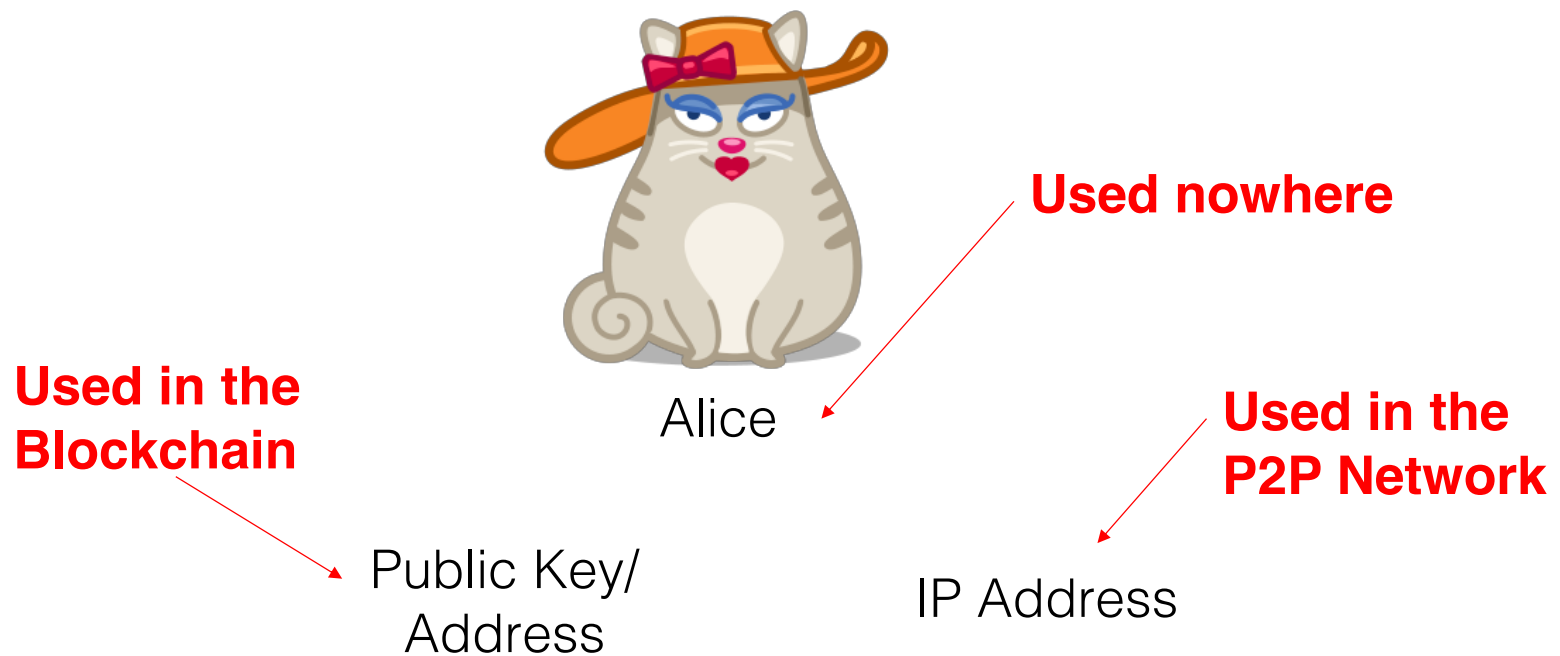 Used nowhere
Alice
Used in the
Blockchain
Used in the
P2P Network
Public Key/
Address
IP Address